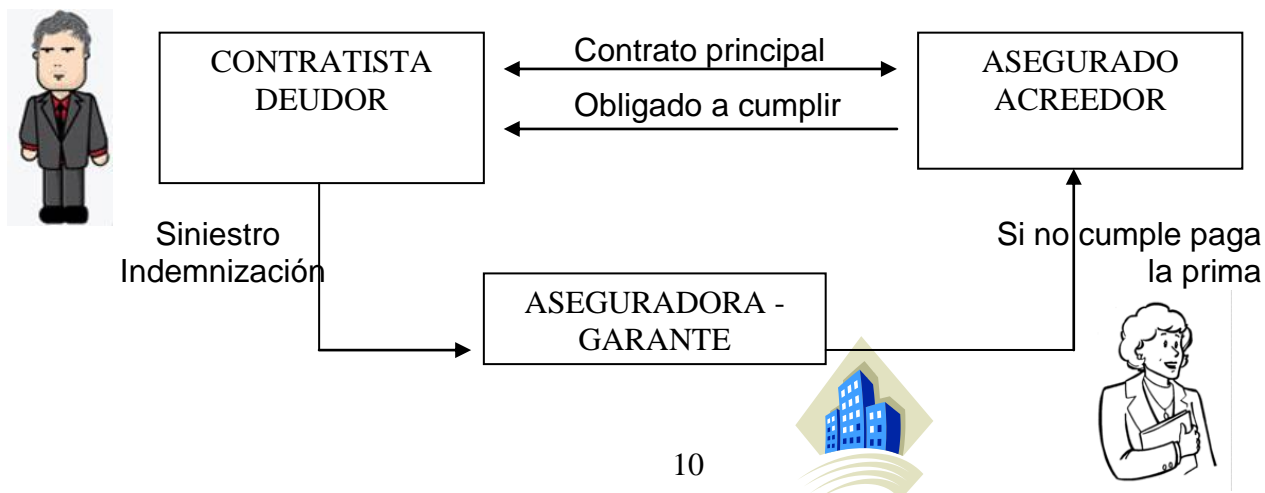 CONTRATISTA
DEUDOR
Contrato principal
Obligado a cumplir
ASEGURADO
ACREEDOR
Siniestro
Indemnización
Si no cumple paga
la prima
ASEGURADORA -
GARANTE
10